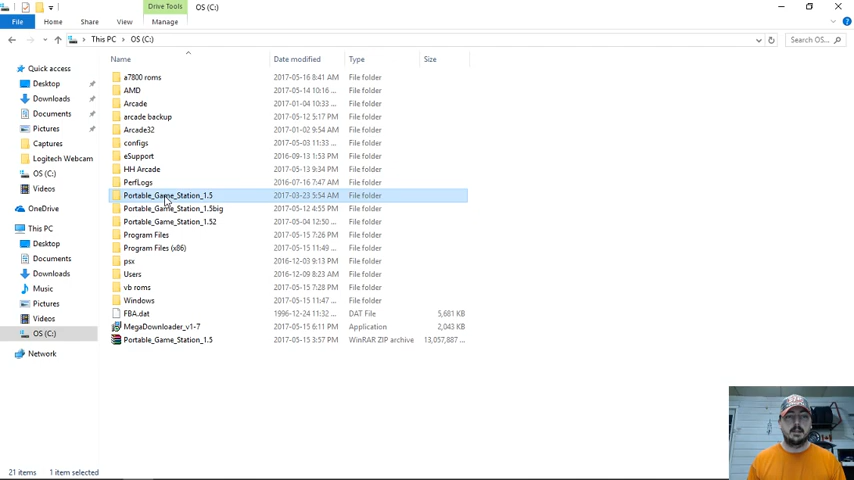 Drive Tools
OS (C:)
File
Home
Share
View
Manage
This PC
OS (C:)
Search OS...
Name
Date modified
Type
Size
Quick access
Desktop
Downloads
Documents
Pictures
Captures
Logitech Webcam
OS (C:)
Videos
OneDrive
This PC
Desktop
Documents
Downloads
Music
Pictures
Videos
OS (C:)
Network
a7800 roms 2017-05-16 8:41 AM File folder
AMD 2017-05-14 10:16 ... File folder
Arcade 2017-01-04 10:33 ... File folder
arcade backup 2017-05-12 5:17 PM File folder
Arcade32 2017-01-02 9:54 AM File folder
configs 2017-05-03 11:33 ... File folder
eSupport 2016-09-13 1:53 PM File folder
HH Arcade 2017-05-13 9:34 PM File folder
PerfLogs 2016-07-16 7:47 AM File folder
Portable_Game_Station_1.5 2017-03-23 5:54 AM File folder
Portable_Game_Station_1.5big 2017-05-12 4:55 PM File folder
Portable_Game_Station_1.52 2017-05-04 12:50 ... File folder
Program Files 2017-05-15 7:26 PM File folder
Program Files (x86) 2017-05-15 11:49 ... File folder
psx 2016-12-03 9:13 PM File folder
Users 2016-12-09 8:23 AM File folder
vb roms 2017-05-15 7:28 PM File folder
Windows 2017-05-15 11:47 ... File folder
FBA.dat 1996-12-24 11:32 ... DAT File 5,681 KB
MegaDownloader_v1-7 2017-05-15 6:11 PM Application 2,043 KB
Portable_Game_Station_1.5 2017-05-15 3:57 PM WinRAR ZIP archive 13,057,887 ...
21 items
1 item selected